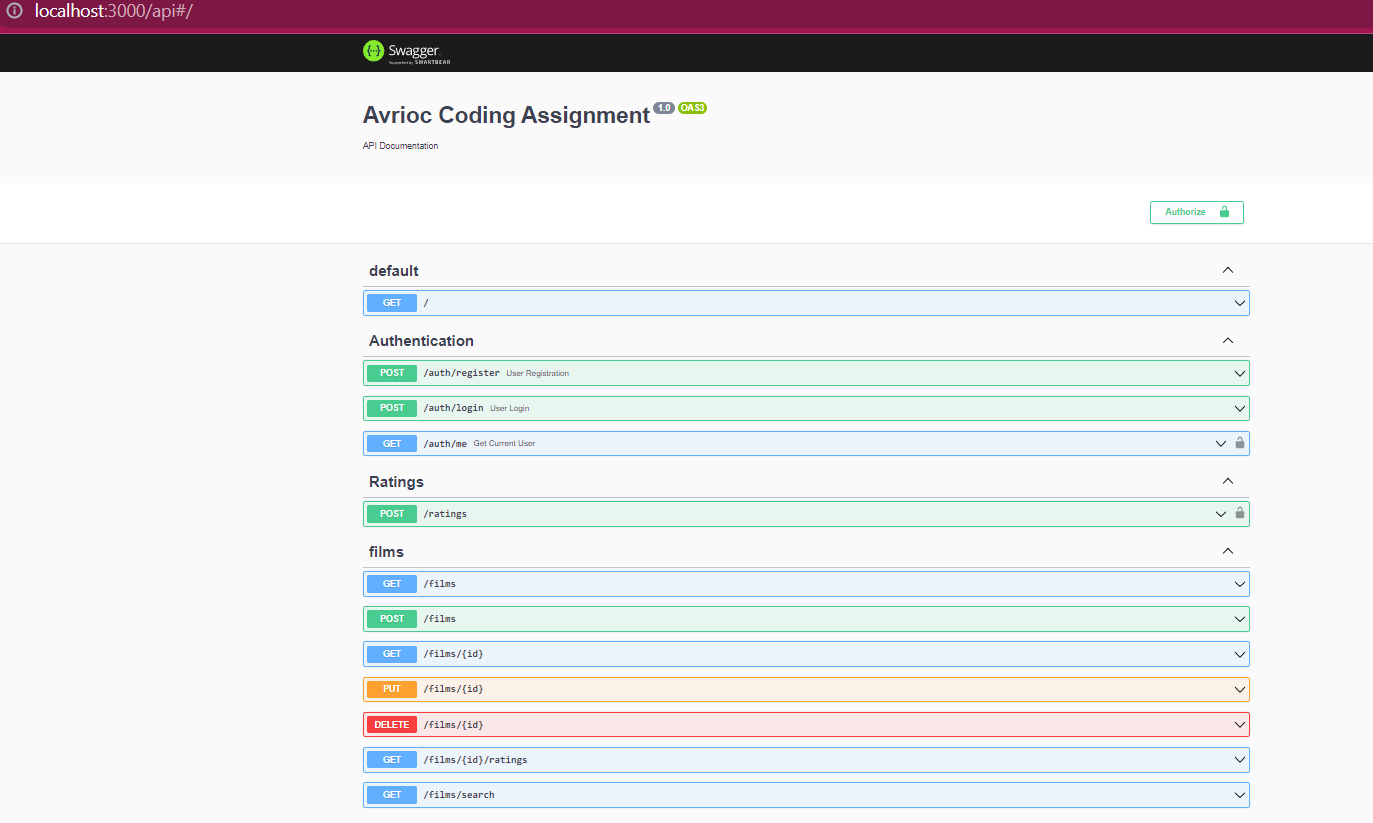 localhost:3000/api#/
Swagger
Supported by SMARTBEAR
Avrioc Coding Assignment 1.0 OAS3
API Documentation
Authorize
default
GET /
Authentication
POST /auth/register User Registration
POST /auth/login User Login
GET /auth/me Get Current User
Ratings
POST /ratings
films
GET /films
POST /films
GET /films/{id}
PUT /films/{id}
DELETE /films/{id}
GET /films/{id}/ratings
GET /films/search